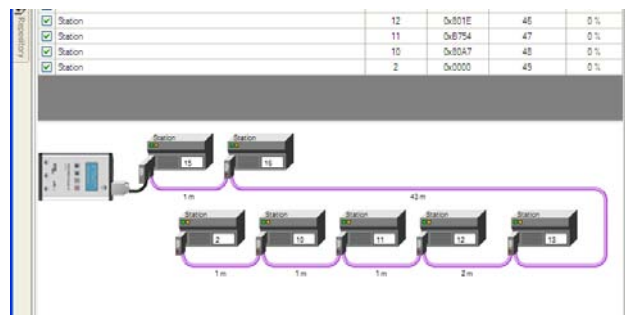 Repository
Station 12 0x801E 46 0 %
Station 11 0xB754 47 0 %
Station 10 0x80A7 48 0 %
Station 2 0x0000 49 0 %
Station Station
15 16
1 m 43 m
Station Station Station Station Station
2 10 11 12 13
1 m 1 m 1 m 2 m